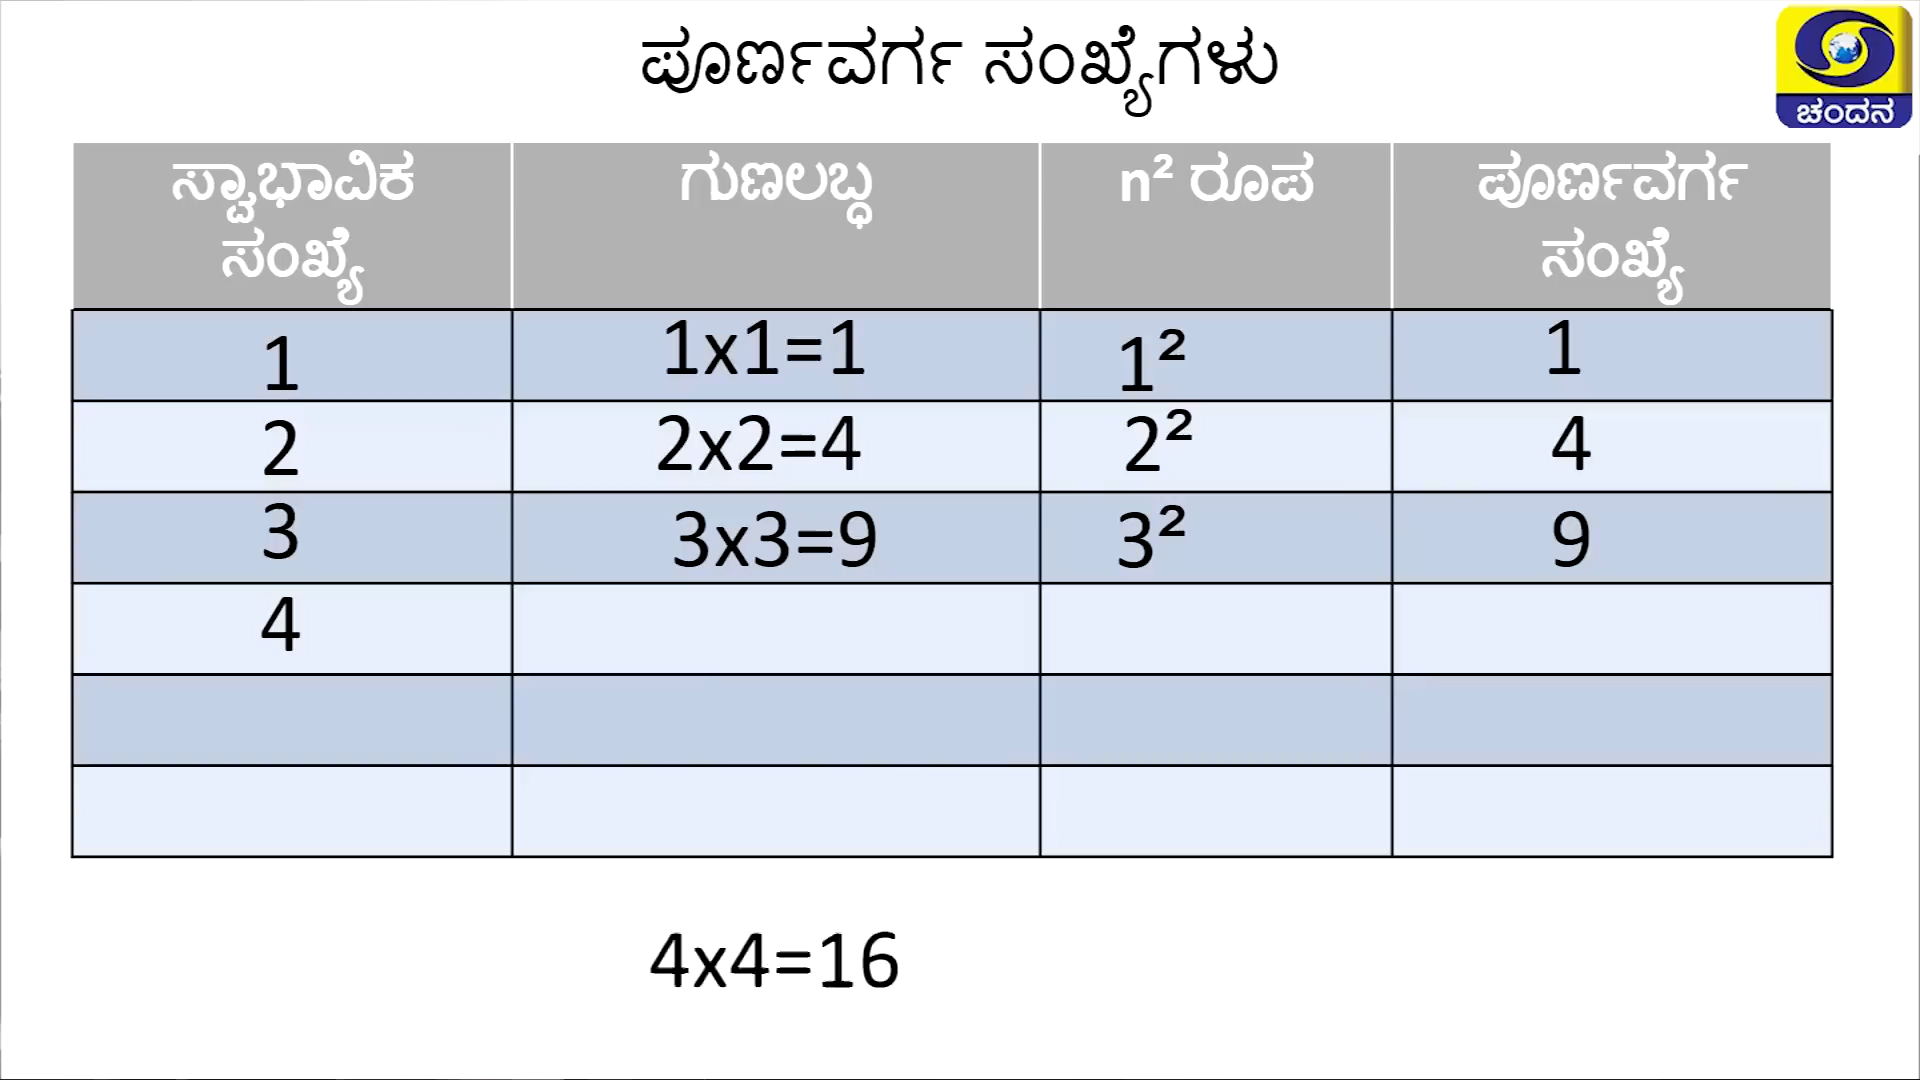 ಪೂರ್ಣವರ್ಗ ಸಂಖ್ಯೆಗಳು
ಚಂದನ
ಸ್ವಾಭಾವಿಕ ಸಂಖ್ಯೆ ಗುಣಲಬ್ಧ n² ರೂಪ ಪೂರ್ಣವರ್ಗ ಸಂಖ್ಯೆ
1 1x1=1 1² 1
2 2x2=4 2² 4
3 3x3=9 3² 9
4
4x4=16